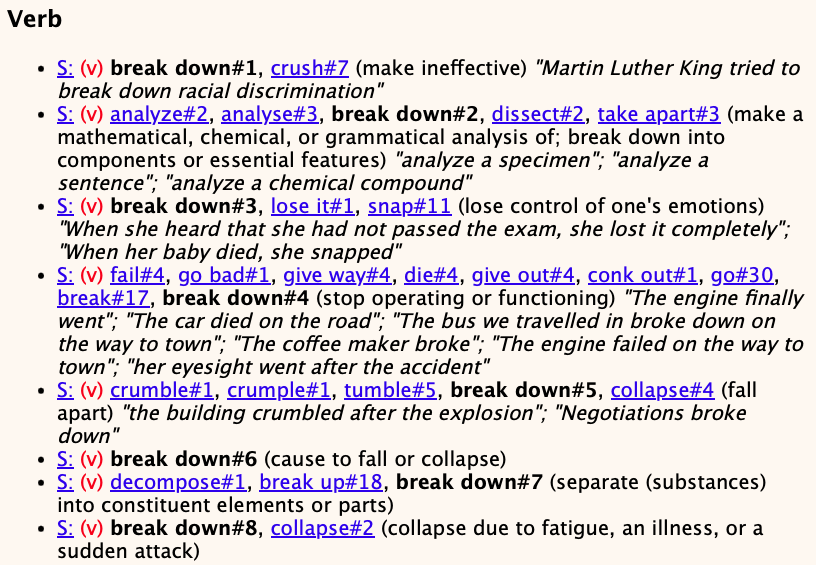 Verb
• S: (v) break down#1, crush#7 (make ineffective) "Martin Luther King tried to
break down racial discrimination"
• S: (v) analyze#2, analyse#3, break down#2, dissect#2, take apart#3 (make a
mathematical, chemical, or grammatical analysis of; break down into
components or essential features) "analyze a specimen"; "analyze a
sentence"; "analyze a chemical compound"
• S: (v) break down#3, lose it#1, snap#11 (lose control of one's emotions)
"When she heard that she had not passed the exam, she lost it completely";
"When her baby died, she snapped"
• S: (v) fail#4, go bad#1, give way#4, die#4, give out#4, conk out#1, go#30,
break#17, break down#4 (stop operating or functioning) "The engine finally
went"; "The car died on the road"; "The bus we travelled in broke down on
the way to town"; "The coffee maker broke"; "The engine failed on the way to
town"; "her eyesight went after the accident"
• S: (v) crumble#1, crumple#1, tumble#5, break down#5, collapse#4 (fall
apart) "the building crumbled after the explosion"; "Negotiations broke
down"
• S: (v) break down#6 (cause to fall or collapse)
• S: (v) decompose#1, break up#18, break down#7 (separate (substances)
into constituent elements or parts)
• S: (v) break down#8, collapse#2 (collapse due to fatigue, an illness, or a
sudden attack)